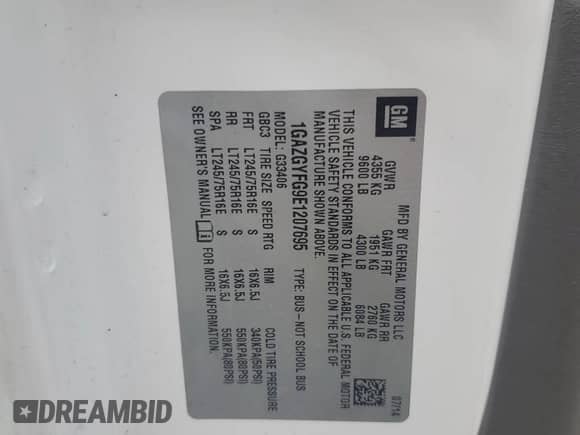 GM
MFD BY GENERAL MOTORS LLC 07/14
GVWR GAWR FRT GAWR RR
4355 KG 1951 KG 2760 KG
9600 LB 4300 LB 6084 LB
THIS VEHICLE CONFORMS TO ALL APPLICABLE U.S. FEDERAL MOTOR
VEHICLE SAFETY STANDARDS IN EFFECT ON THE DATE OF
MANUFACTURE SHOWN ABOVE.
1GAZGYFG9E1207695 TYPE: BUS–NOT SCHOOL BUS
MODEL: G33406
GBC3 TIRE SIZE SPEED RTG RIM COLD TIRE PRESSURE
FRT LT245/75R16E S 16X6.5J 340KPA(50PSI)
RR LT245/75R16E S 16X6.5J 550KPA(80PSI)
SPA LT245/75R16E S 16X6.5J 550KPA(80PSI)
SEE OWNER'S MANUAL FOR MORE INFORMATION.
DREAMBID